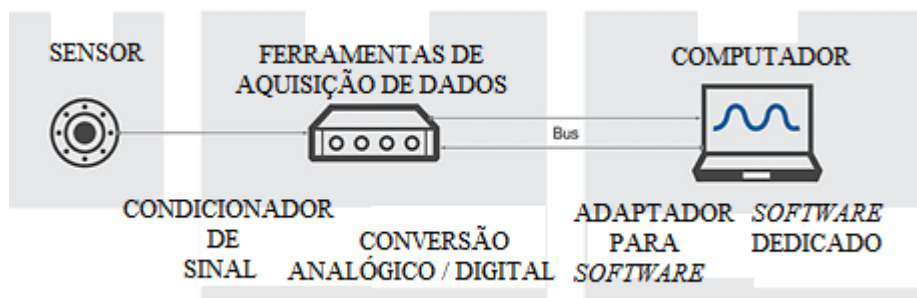 SENSOR
FERRAMENTAS DE
AQUISIÇÃO DE DADOS
COMPUTADOR
Bus
CONDICIONADOR
DE
SINAL
CONVERSÃO
ANALÓGICO / DIGITAL
ADAPTADOR
PARA
SOFTWARE
SOFTWARE
DEDICADO